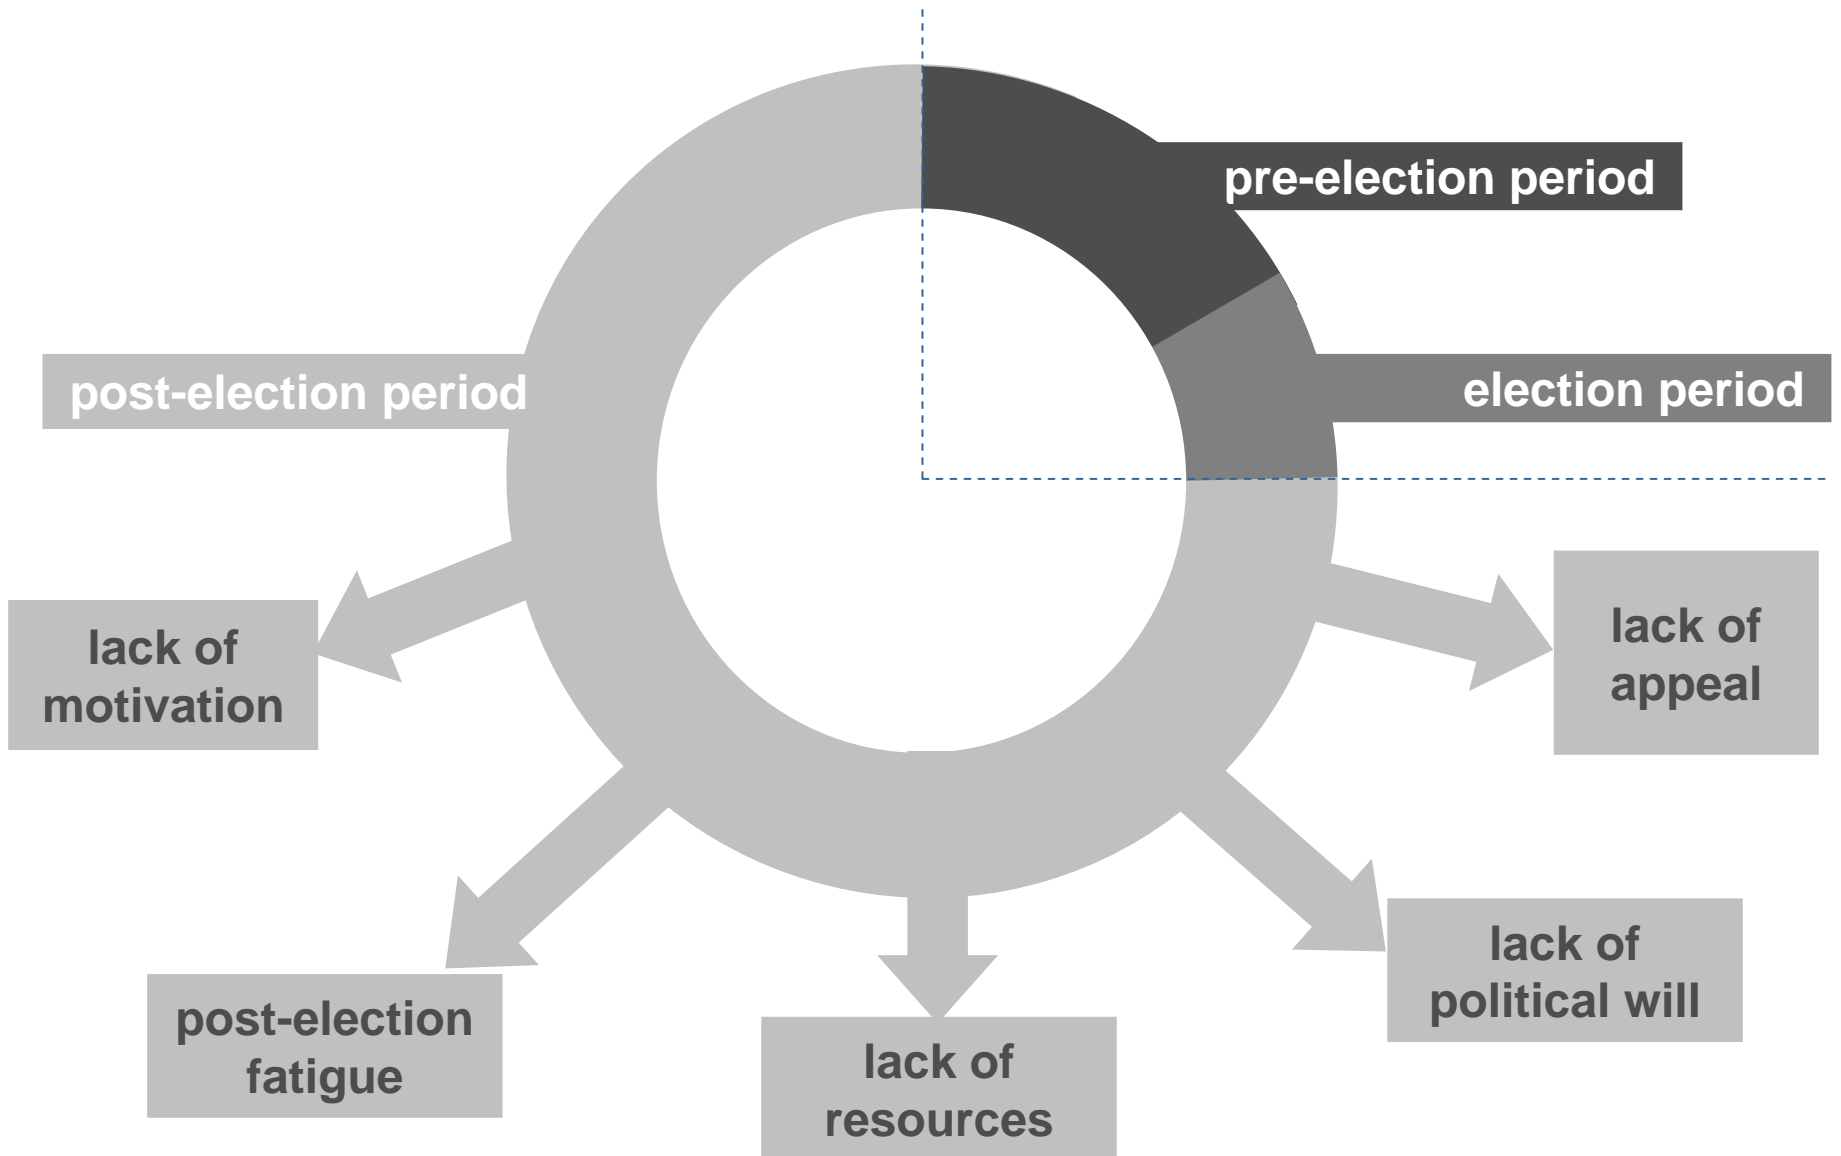 pre-election period
post-election period
election period
lack of
appeal
lack of
motivation
lack of
political will
post-election
fatigue
lack of
resources